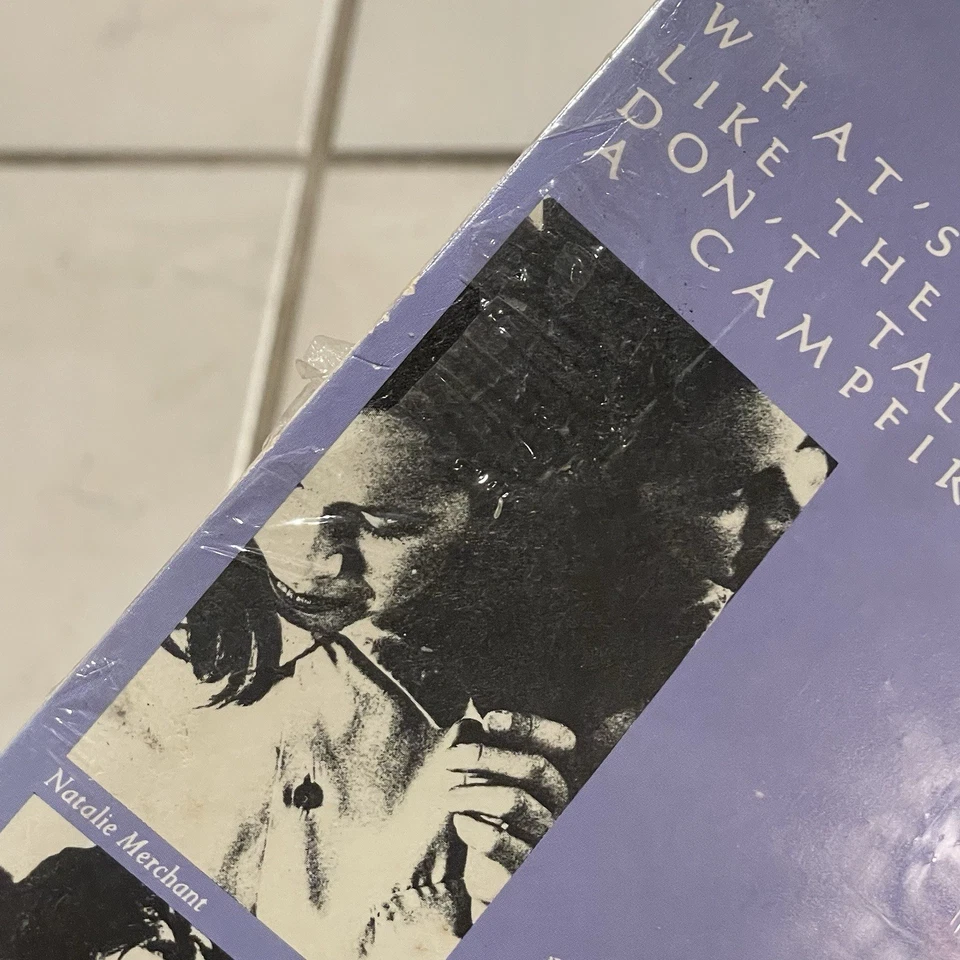 WHAT'S
LIKE THE
DON'T TAL
A CAMPFIR
Natalie Merchant